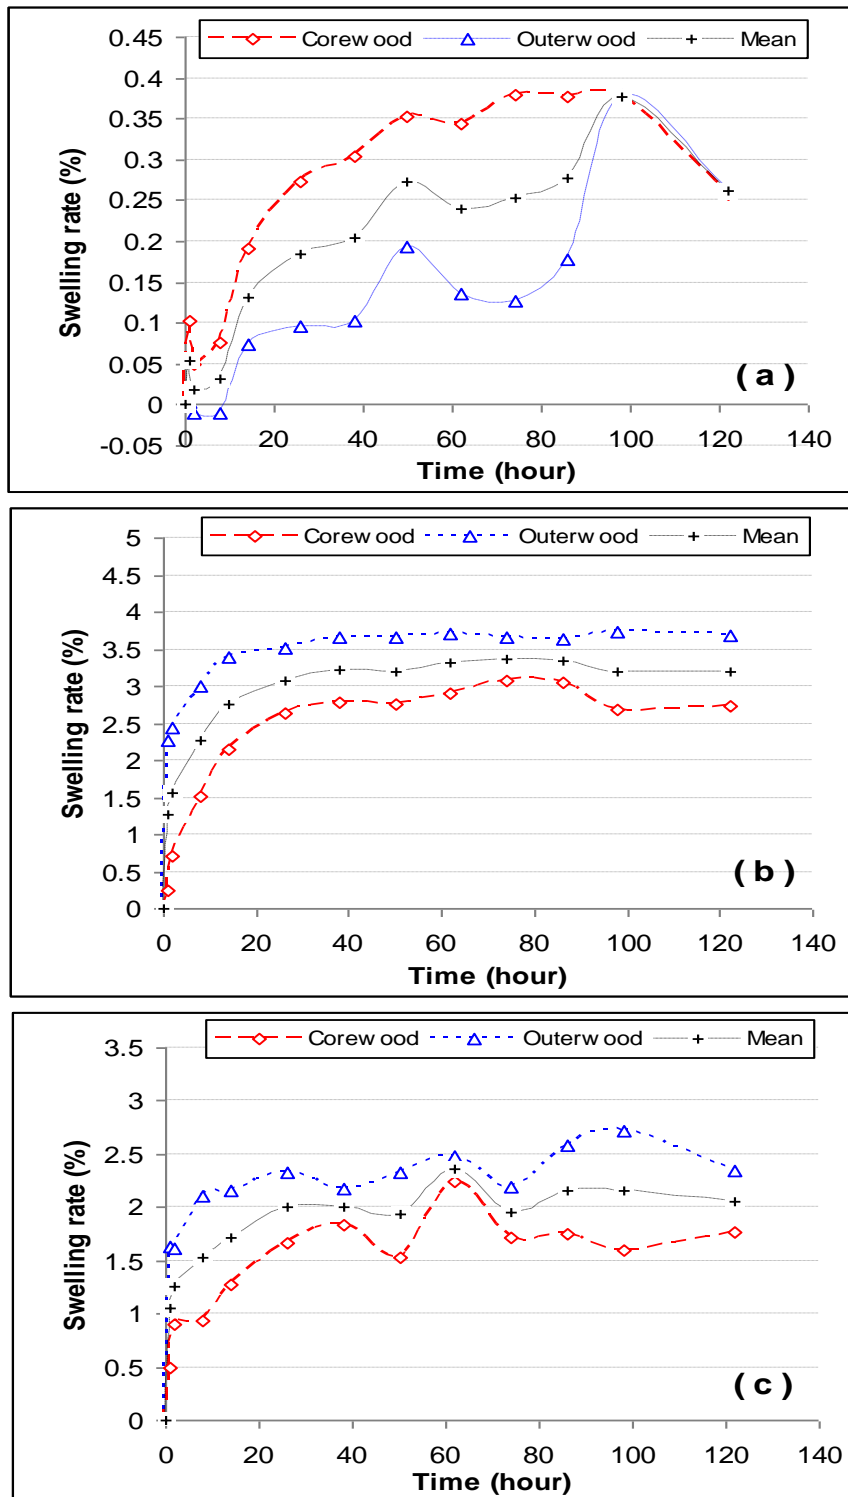 Corew ood Outerw ood Mean
0.45
0.4
0.35
0.3
0.25
0.2
0.15
0.1
0.05
0
-0.05
Swelling rate (%)
( a )
0 20 40 60 80 100 120 140
Time (hour)
Corew ood Outerw ood Mean
5
4.5
4
3.5
3
2.5
2
1.5
1
0.5
0
Swelling rate (%)
( b )
0 20 40 60 80 100 120 140
Time (hour)
Corew ood Outerw ood Mean
3.5
3
2.5
2
1.5
1
0.5
0
Swelling rate (%)
( c )
0 20 40 60 80 100 120 140
Time (hour)